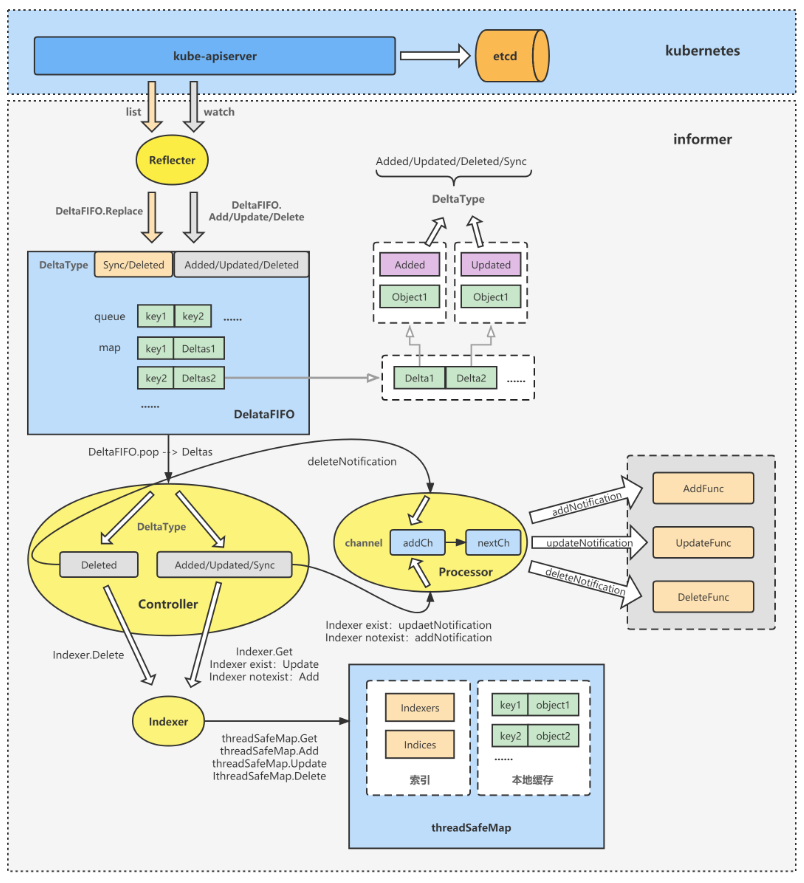 kubernetes
kube-apiserver
etcd
informer
list
watch
Reflecter
DeltaFIFO.Replace
DeltaFIFO.
Add/Update/Delete
Added/Updated/Deleted/Sync
DeltaType
Added
Object1
Updated
Object1
DeltaType
Sync/Deleted
Added/Updated/Deleted
queue
key1
key2
......
map
key1
Deltas1
key2
Deltas2
......
DelataFIFO
Delta1
Delta2
......
DeltaFIFO.pop --> Deltas
deleteNotification
DeltaType
Deleted
Added/Updated/Sync
Controller
channel
addCh
nextCh
Processor
addNotification
updateNotification
deleteNotification
AddFunc
UpdateFunc
DeleteFunc
Indexer exist: updaetNotification
Indexer notexist: addNotification
Indexer.Delete
Indexer.Get
Indexer exist: Update
Indexer notexist: Add
Indexer
threadSafeMap.Get
threadSafeMap.Add
threadSafeMap.Update
lthreadSafeMap.Delete
Indexers
Indices
索引
key1
object1
key2
object2
......
本地缓存
threadSafeMap